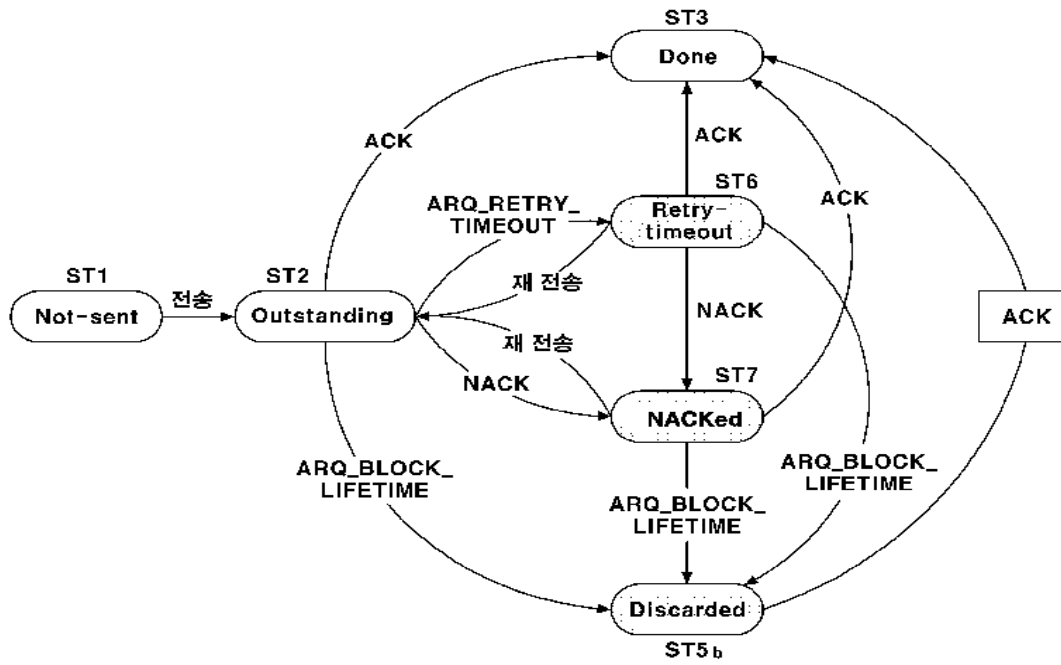 ST3
Done
ACK
ACK
ST6
ARQ_RETRY_
TIMEOUT
Retry-
timeout
ACK
ST1
ST2
재 전송
전송
Not-sent
Outstanding
NACK
ACK
재 전송
ST7
NACK
NACKed
ARQ_BLOCK_
LIFETIME
ARQ_BLOCK_
LIFETIME
ARQ_BLOCK_
LIFETIME
Discarded
ST5b